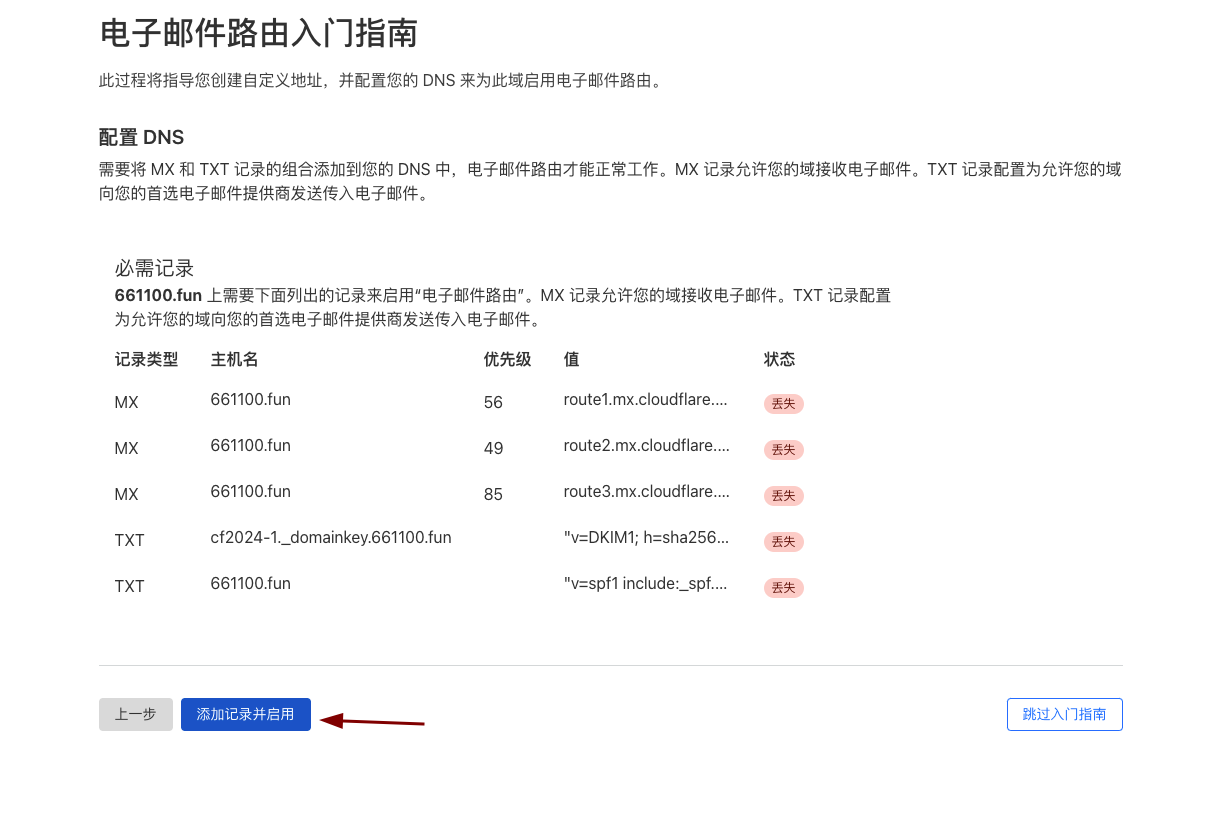 电子邮件路由入门指南
此过程将指导您创建自定义地址，并配置您的 DNS 来为此域启用电子邮件路由。
配置 DNS
需要将 MX 和 TXT 记录的组合添加到您的 DNS 中，电子邮件路由才能正常工作。MX 记录允许您的域接收电子邮件。TXT 记录配置为允许您的域
向您的首选电子邮件提供商发送传入电子邮件。
必需记录
661100.fun 上需要下面列出的记录来启用“电子邮件路由”。MX 记录允许您的域接收电子邮件。TXT 记录配置
为允许您的域向您的首选电子邮件提供商发送传入电子邮件。
记录类型 主机名 优先级 值 状态
MX 661100.fun 56 route1.mx.cloudflare.... 丢失
MX 661100.fun 49 route2.mx.cloudflare.... 丢失
MX 661100.fun 85 route3.mx.cloudflare.... 丢失
TXT cf2024-1._domainkey.661100.fun "v=DKIM1; h=sha256... 丢失
TXT 661100.fun "v=spf1 include:_spf.... 丢失
上一步 添加记录并启用 跳过入门指南